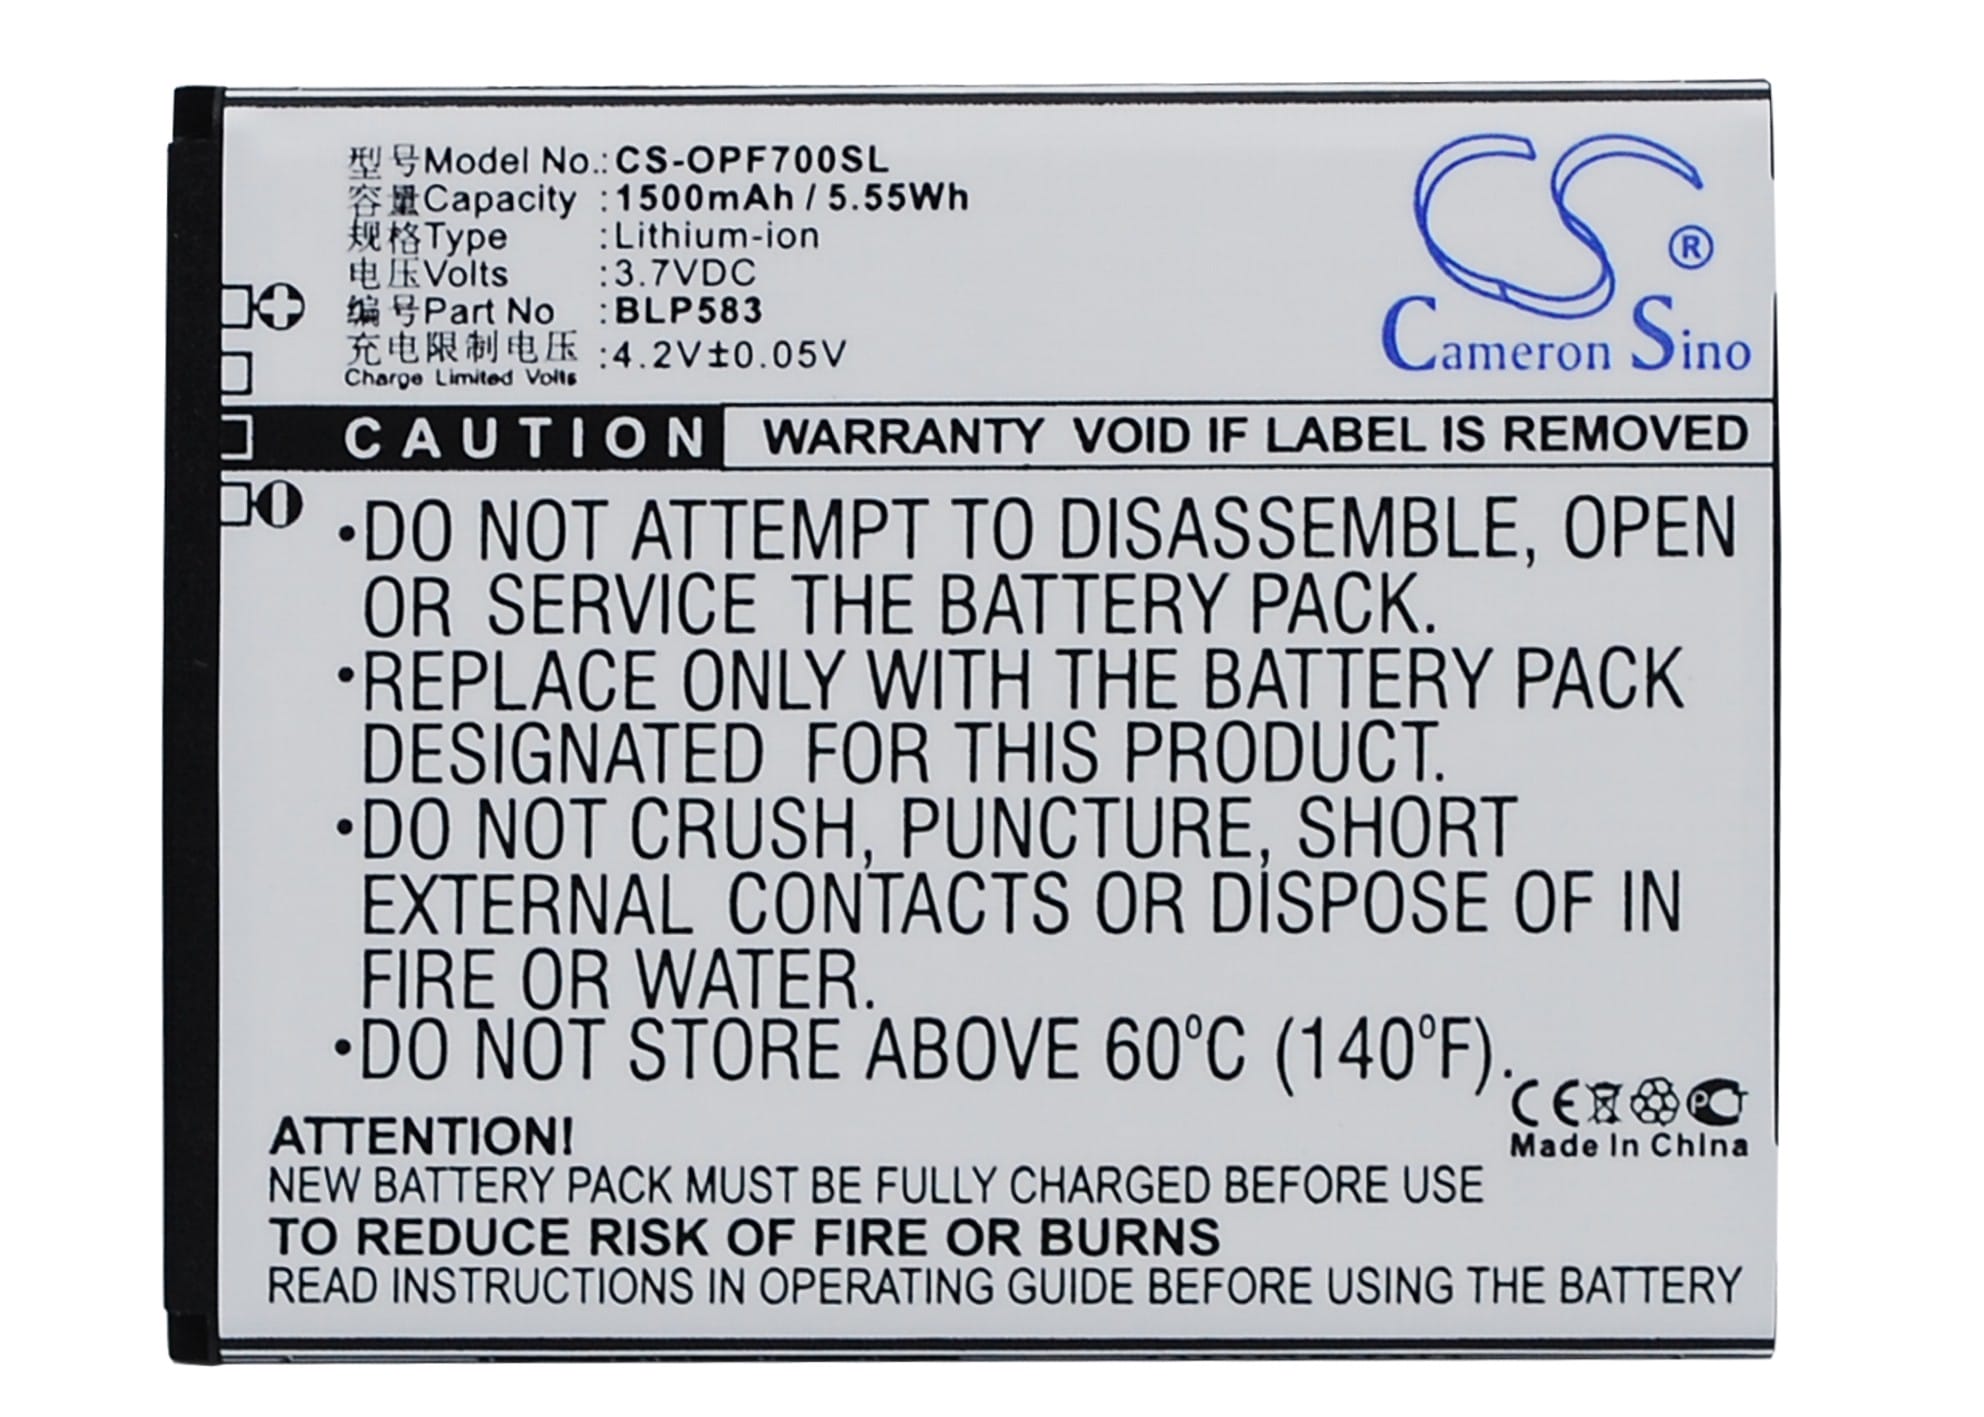 型号Model No.:CS-OPF700SL
容量Capacity :1500mAh / 5.55Wh
规格Type :Lithium-ion
电压Volts :3.7VDC
编号Part No :BLP583
充电限制电压 :4.2V±0.05V
Charge Limited Volts
CS®
Cameron Sino
CAUTION WARRANTY VOID IF LABEL IS REMOVED
•DO NOT ATTEMPT TO DISASSEMBLE, OPEN
OR SERVICE THE BATTERY PACK.
•REPLACE ONLY WITH THE BATTERY PACK
DESIGNATED FOR THIS PRODUCT.
•DO NOT CRUSH, PUNCTURE, SHORT
EXTERNAL CONTACTS OR DISPOSE OF IN
FIRE OR WATER.
•DO NOT STORE ABOVE 60°C (140°F).
CE PCT
Made In China
ATTENTION!
NEW BATTERY PACK MUST BE FULLY CHARGED BEFORE USE
TO REDUCE RISK OF FIRE OR BURNS
READ INSTRUCTIONS IN OPERATING GUIDE BEFORE USING THE BATTERY